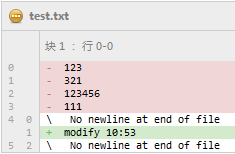 test.txt
块 1 : 行 0-0
0 - 123
1 - 321
2 - 123456
3 - 111
4 0 \ No newline at end of file
1 + modify 10:53
5 2 \ No newline at end of file